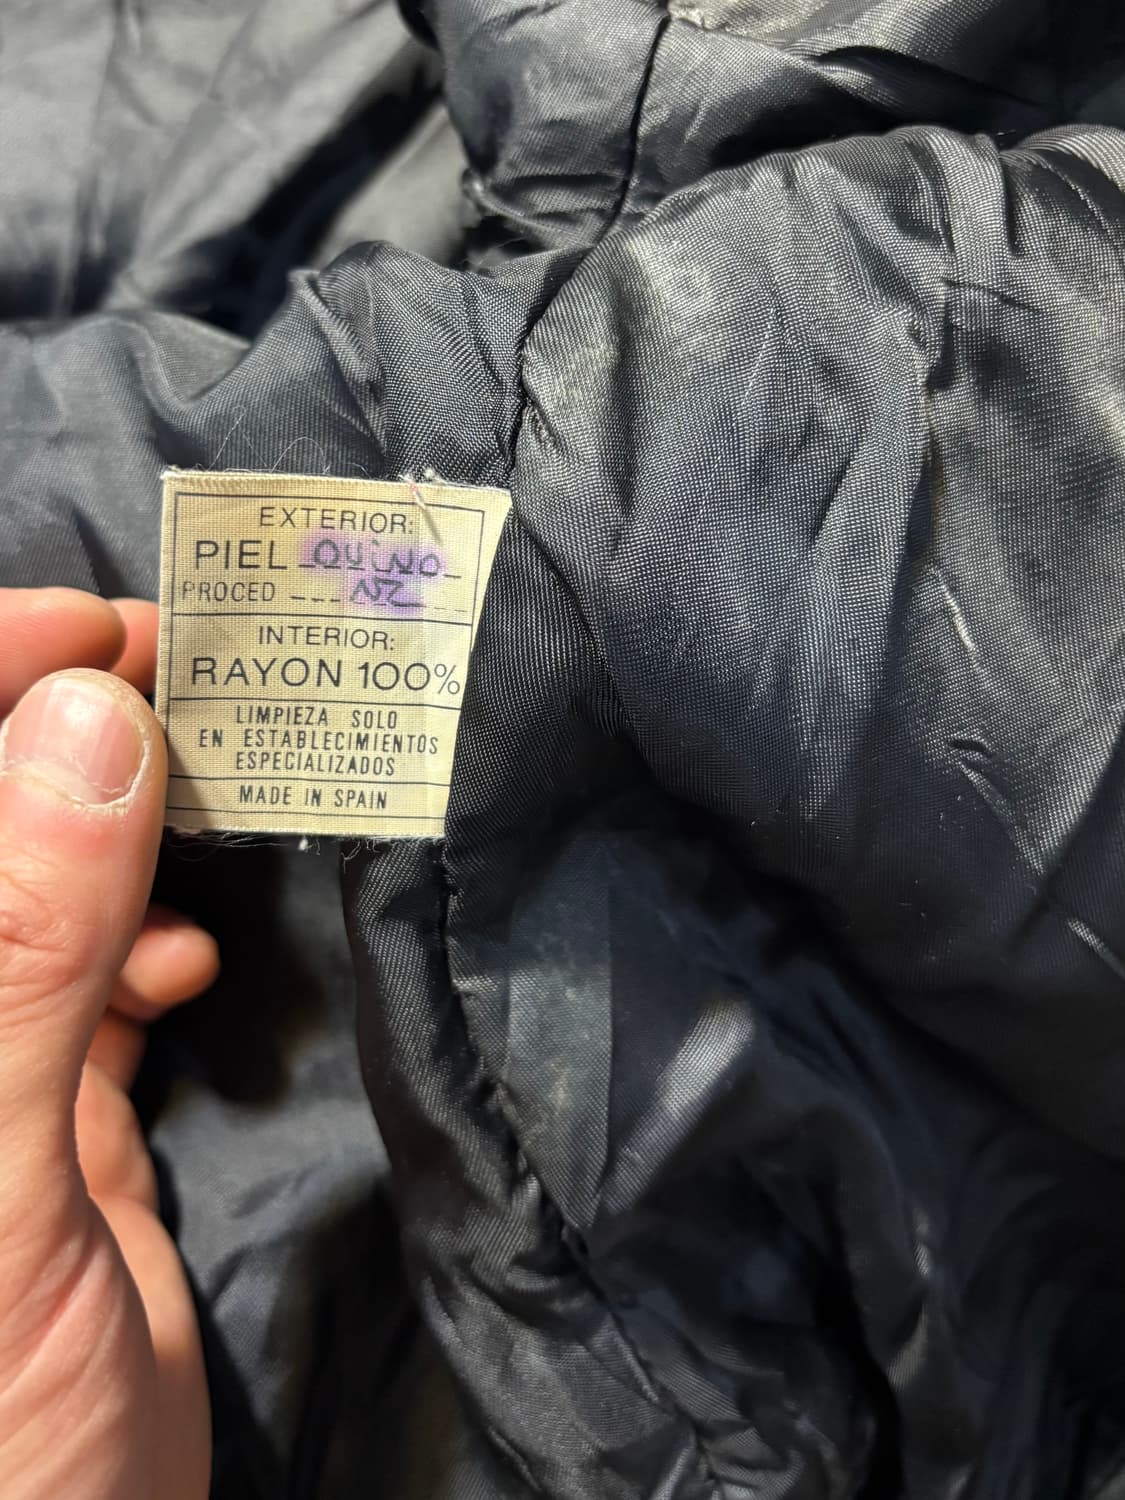 EXTERIOR:
PIEL OViNO
PROCED NZ
INTERIOR:
RAYON 100%
LIMPIEZA SOLO
EN ESTABLECIMIENTOS
ESPECIALIZADOS
MADE IN SPAIN